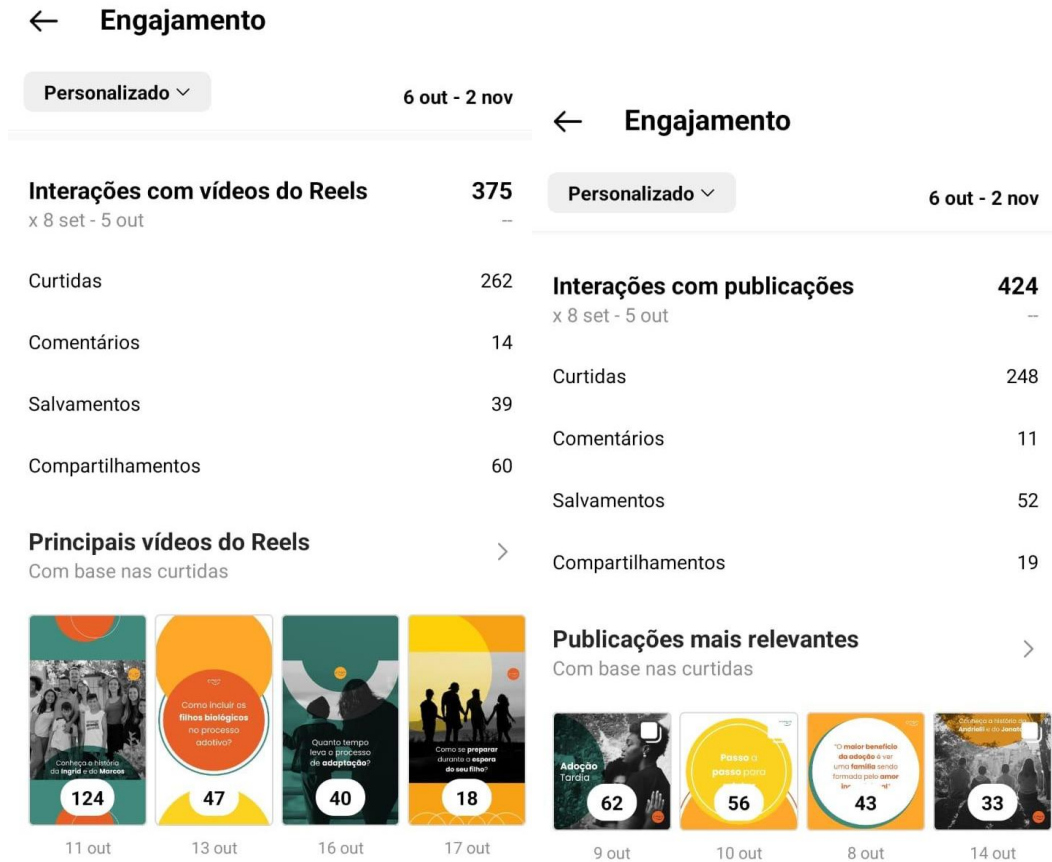 Engajamento
Personalizado
6 out - 2 nov
Interações com vídeos do Reels
375
x 8 set - 5 out
--
Curtidas
262
Comentários
14
Salvamentos
39
Compartilhamentos
60
Principais vídeos do Reels
Com base nas curtidas
Conheça a história
da Ingrid e do Marcos
124
11 out
Como incluir os
filhos biológicos
no processo
adotivo?
47
13 out
Quanto tempo
leva o processo
de adaptação?
40
16 out
Como se preparar
durante a espera
do seu filho?
18
17 out
Engajamento
Personalizado
6 out - 2 nov
Interações com publicações
424
x 8 set - 5 out
--
Curtidas
248
Comentários
11
Salvamentos
52
Compartilhamentos
19
Publicações mais relevantes
Com base nas curtidas
Adoção
Tardia
62
9 out
Passo a
passo para
56
10 out
"O maior benefício
da adoção é ver
uma família sendo
formada pelo amor
43
8 out
Conheça a história da
e do
33
14 out